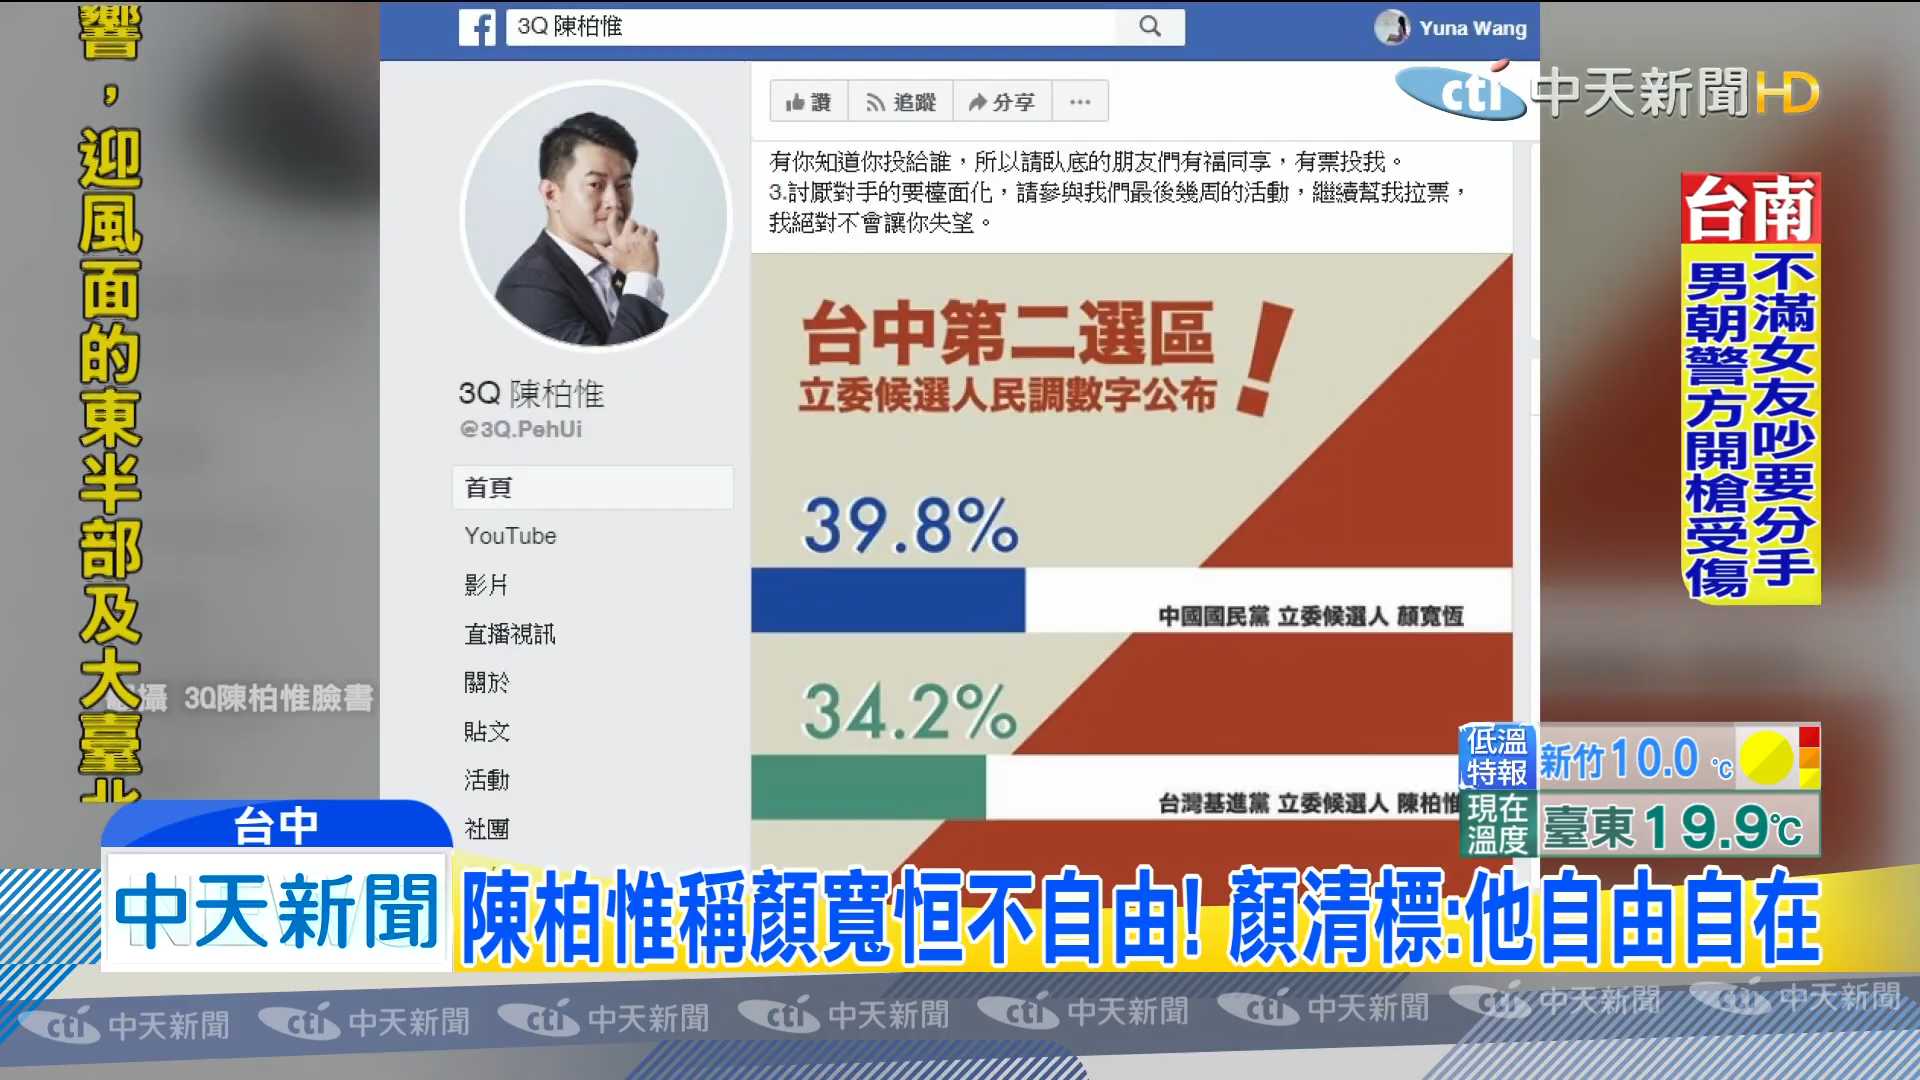 響，迎風面的東半部及大臺北
3Q 陳柏惟
Yuna Wang
cti 中天新聞HD
讚 追蹤 分享 ...
有你知道你投給誰，所以請臥底的朋友們有福同享，有票投我。
3.討厭對手的要檯面化，請參與我們最後幾周的活動，繼續幫我拉票，
我絕對不會讓你失望。
3Q 陳柏惟
@3Q.PehUi
首頁
YouTube
影片
直播視訊
關於
貼文
活動
社團
台中第二選區
立委候選人民調數字公布！
39.8%
中國國民黨 立委候選人 顏寬恆
34.2%
台灣基進黨 立委候選人 陳柏惟
翻攝 3Q陳柏惟臉書
台南
不滿女友吵要分手
男朝警方開槍受傷
低溫特報 新竹10.0℃
現在溫度 臺東19.9℃
台中
中天新聞
陳柏惟稱顏寬恒不自由! 顏清標:他自由自在
cti 中天新聞 cti 中天新聞 cti 中天新聞 cti 中天新聞 cti 中天新聞 cti 中天新聞 cti 中天新聞 cti 中天新聞